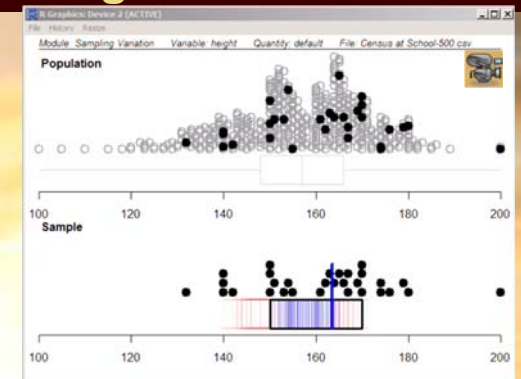 R Graphics: Device 2 (ACTIVE)
File History Resize
Module: Sampling Variation Variable: height Quantity: default File: Census at School-500.csv
Population
100 120 140 160 180 200
Sample
100 120 140 160 180 200